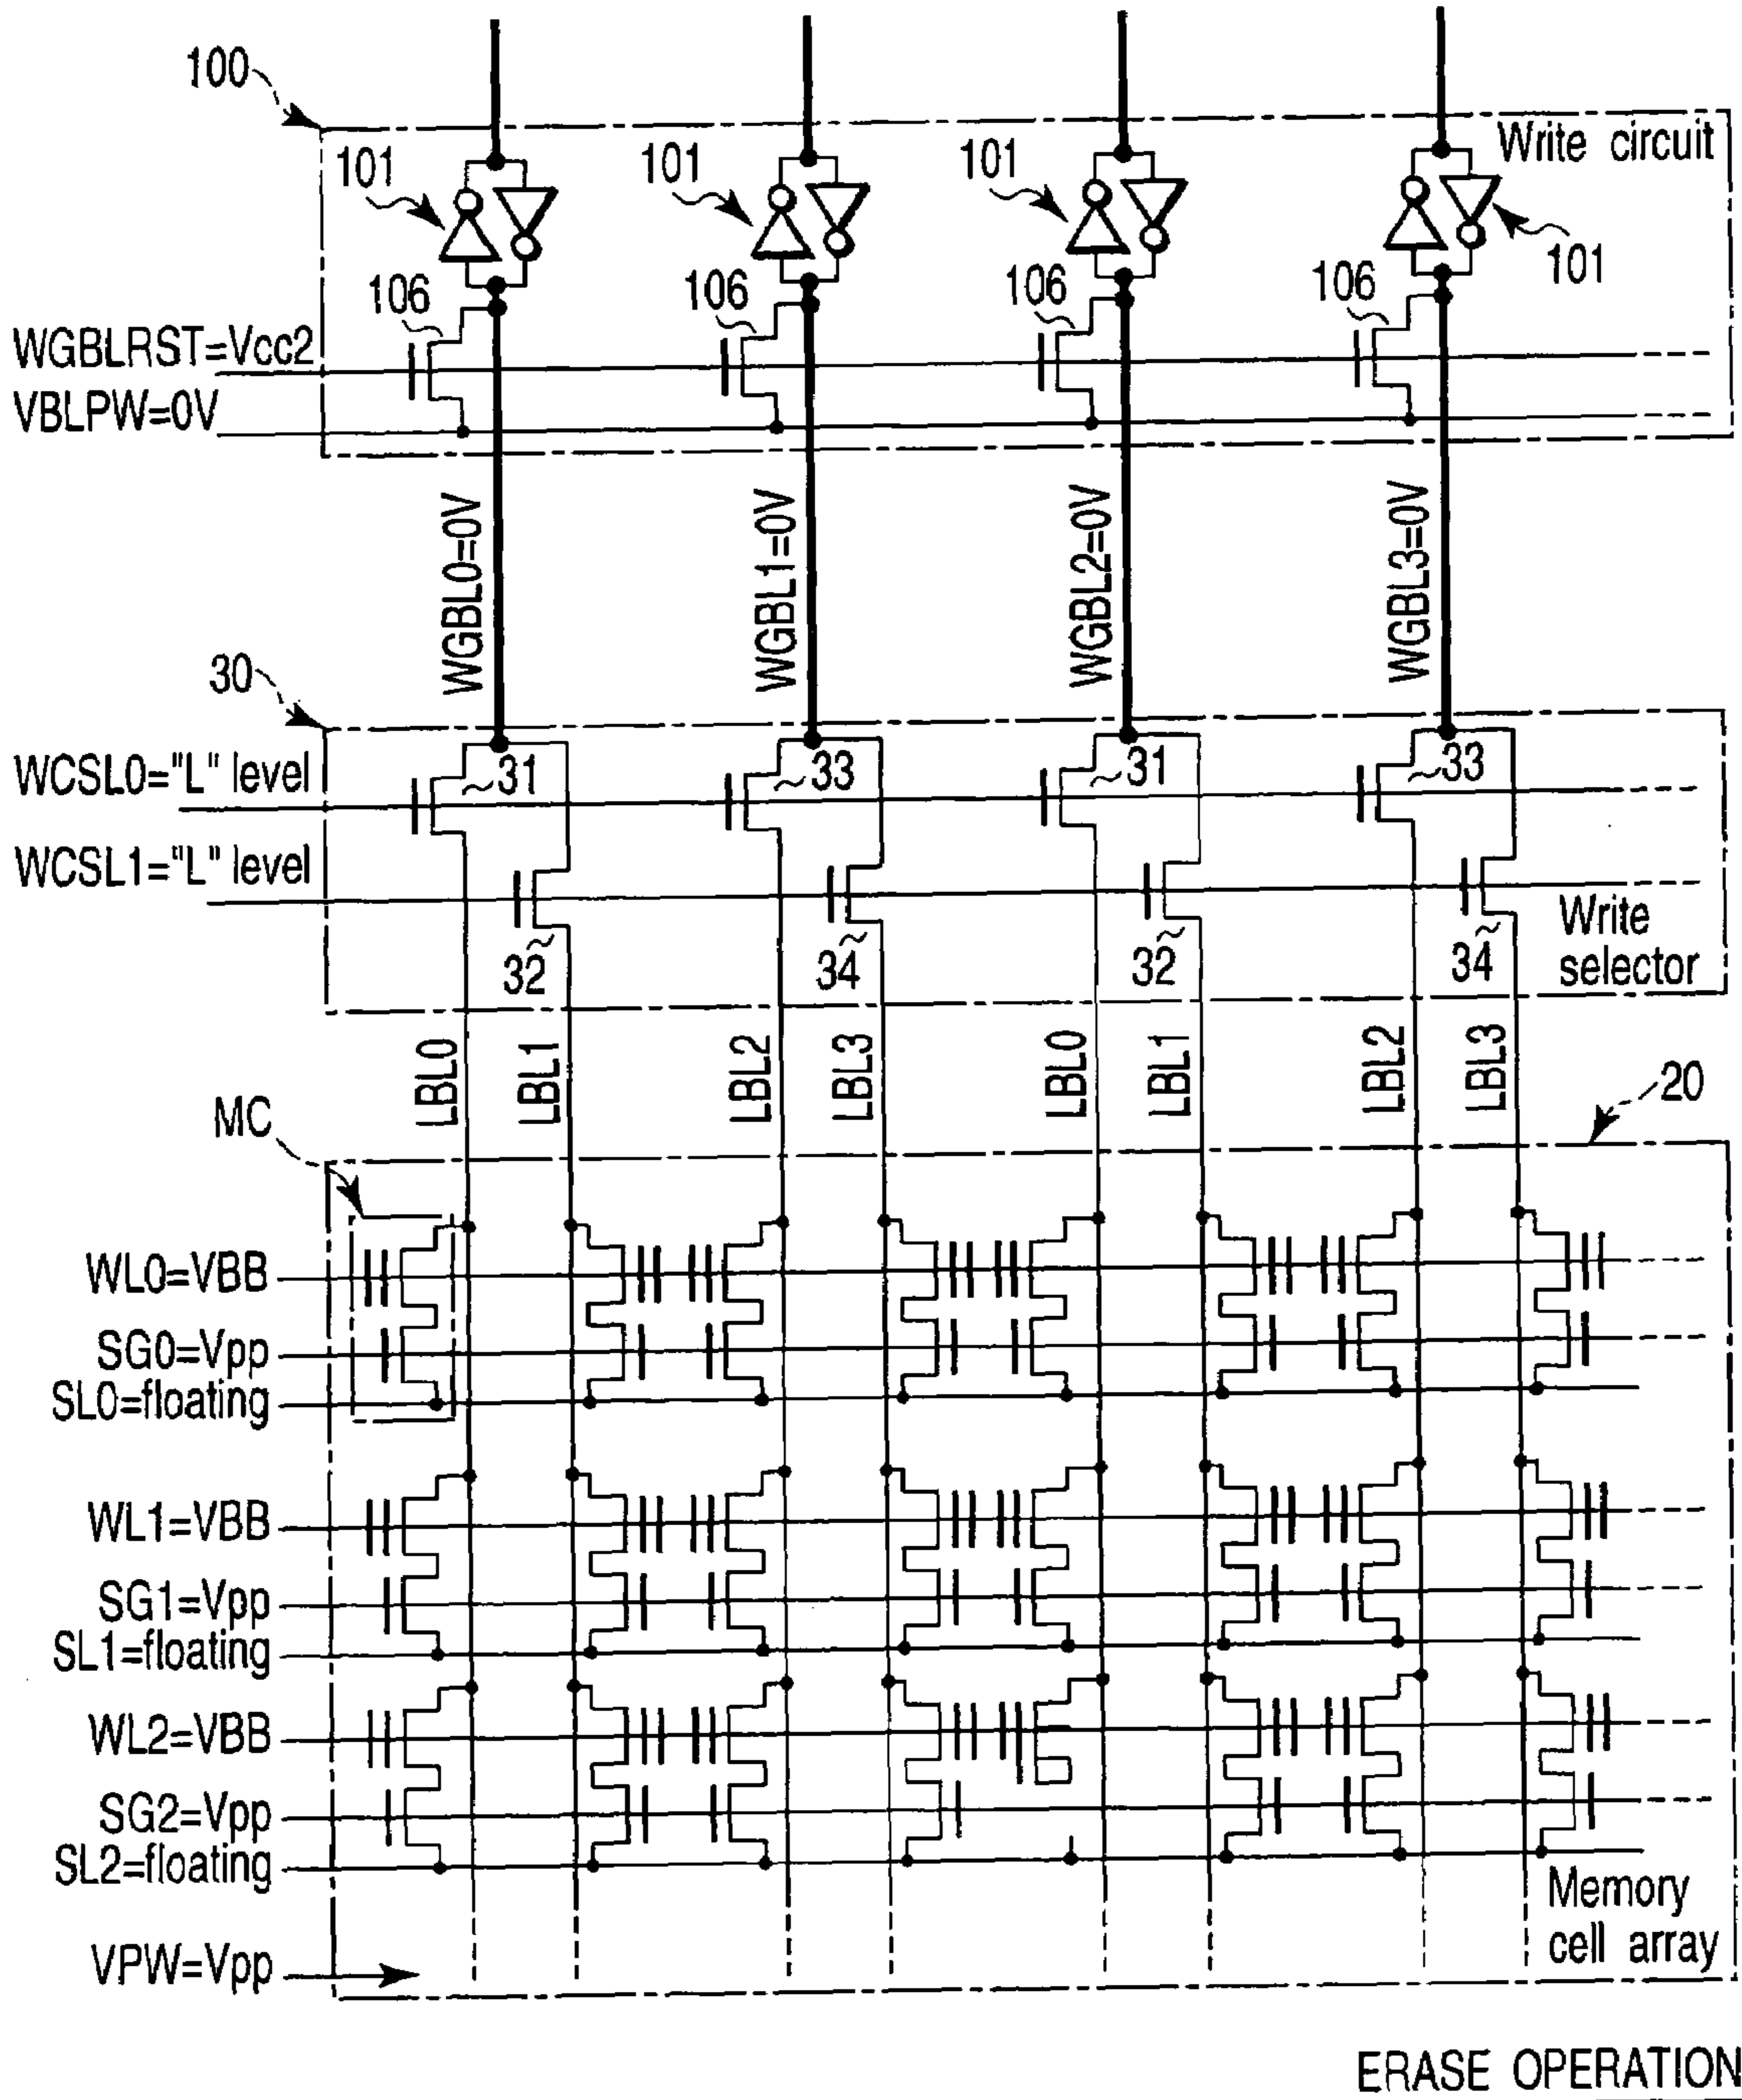 100
Write circuit
101
101
101
101
106
106
106
106
WGBLRST=Vcc2
VBLPW=0V
WGBL0=0V
WGBL1=0V
WGBL2=0V
WGBL3=0V
30
WCSL0="L" level
31
33
31
33
WCSL1="L" level
32
34
32
34
Write
selector
LBL0
LBL1
LBL2
LBL3
LBL0
LBL1
LBL2
LBL3
20
MC
WL0=VBB
SG0=Vpp
SL0=floating
WL1=VBB
SG1=Vpp
SL1=floating
WL2=VBB
SG2=Vpp
SL2=floating
Memory
cell array
VPW=Vpp
ERASE OPERATION